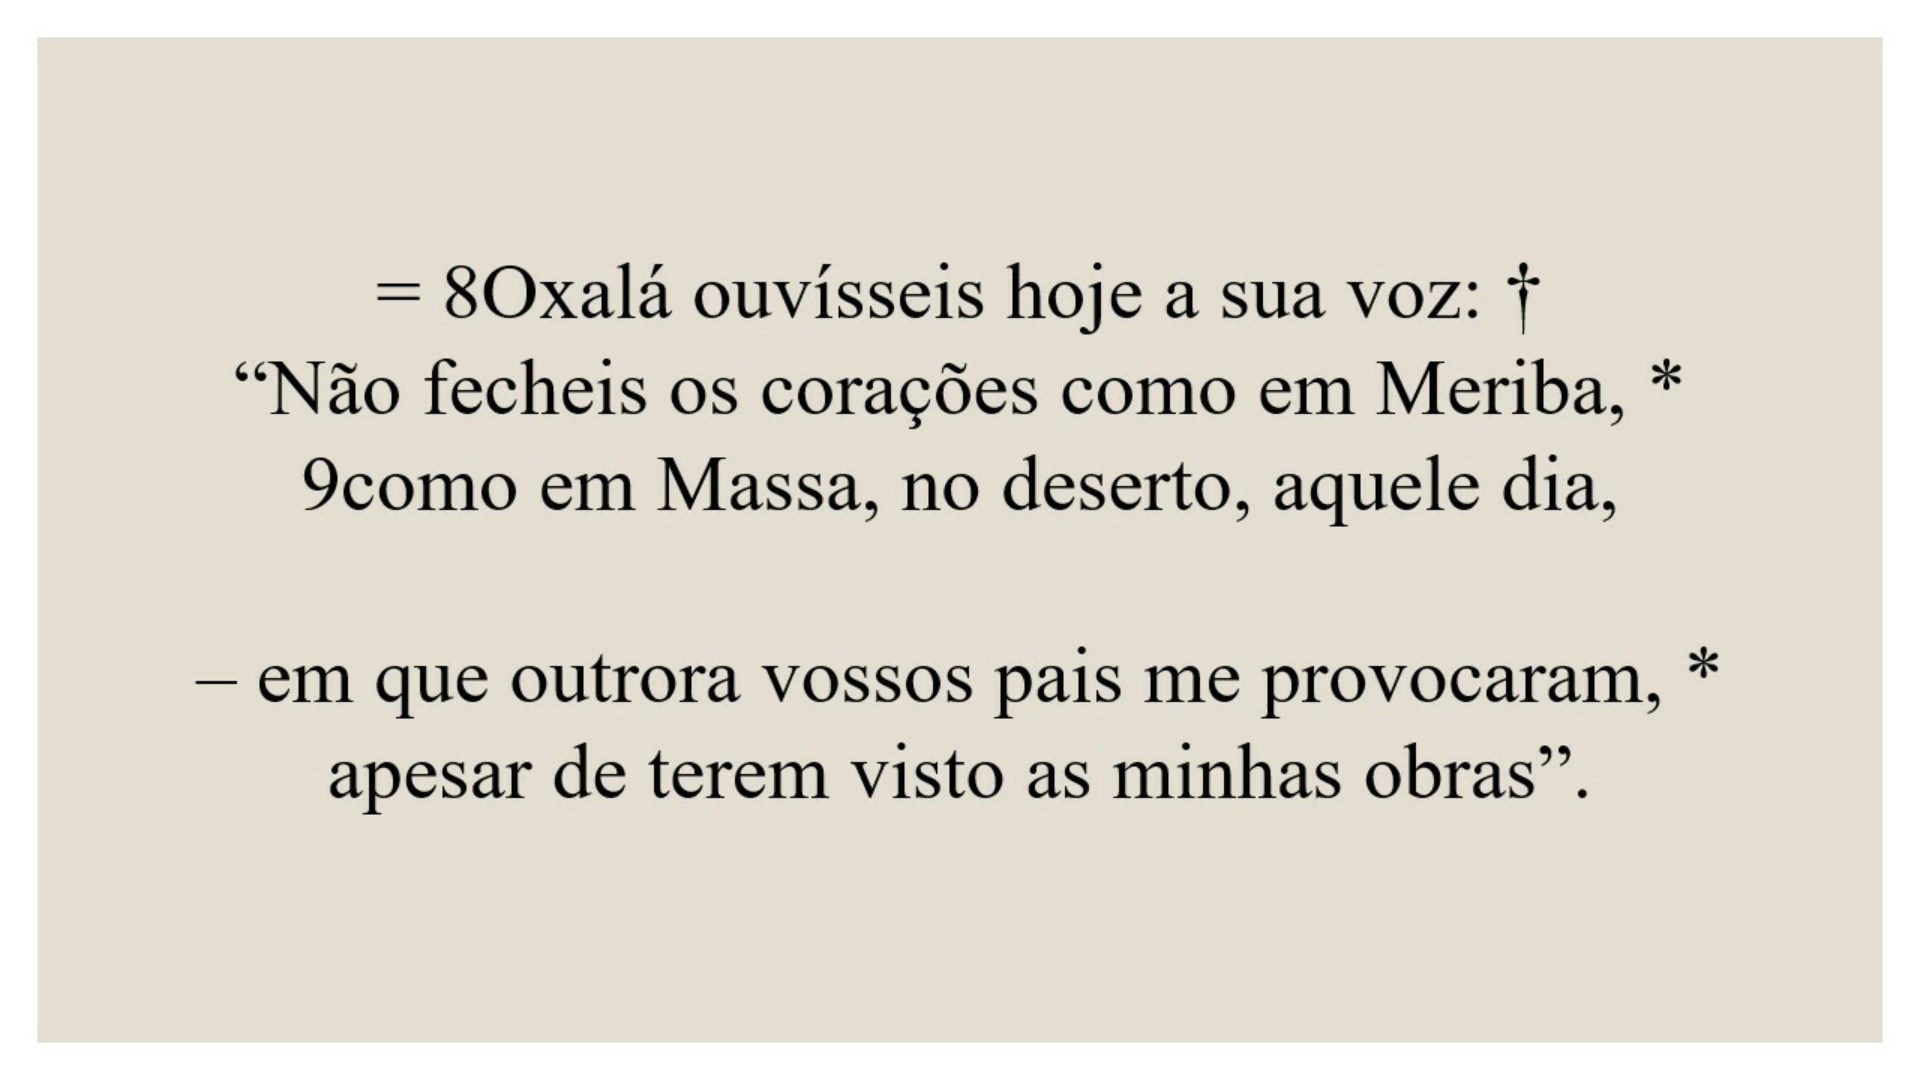 = 8Oxalá ouvísseis hoje a sua voz: †
“Não fecheis os corações como em Meriba, *
9como em Massa, no deserto, aquele dia,
– em que outrora vossos pais me provocaram, *
apesar de terem visto as minhas obras”.